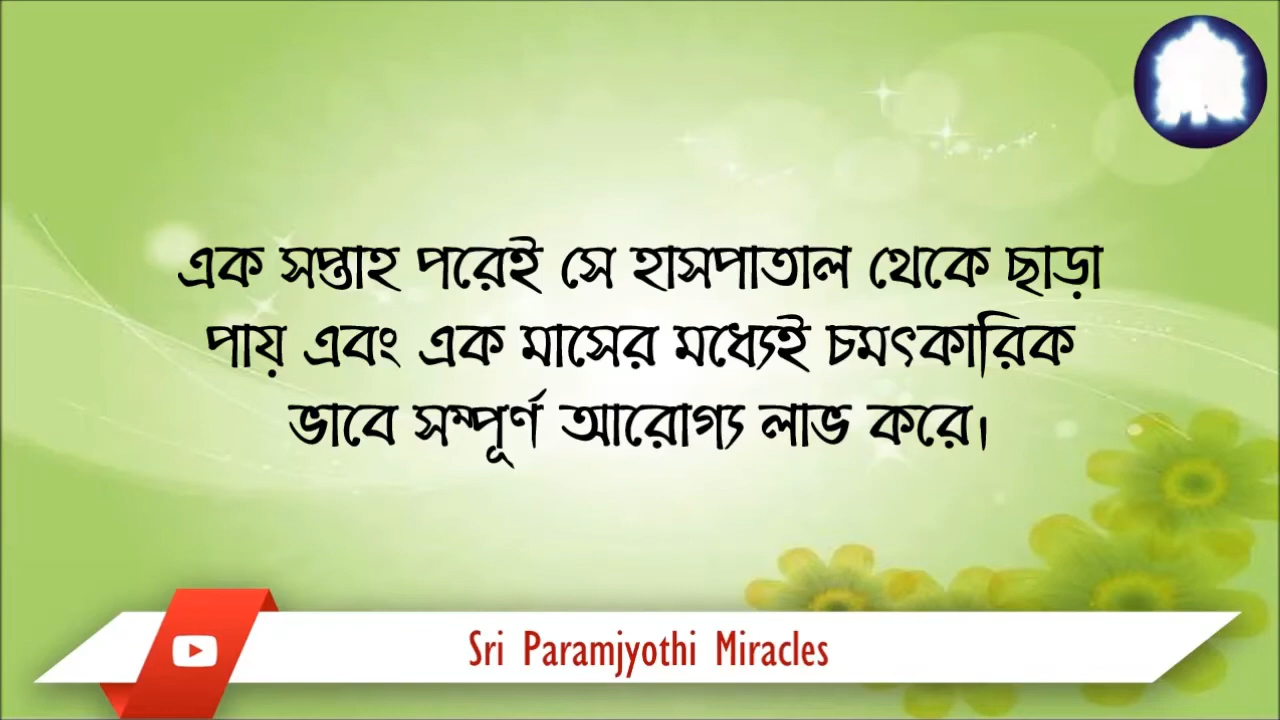 এক সপ্তাহ পরেই সে হাসপাতাল থেকে ছাড়া
পায় এবং এক মাসের মধ্যেই চমৎকারিক
ভাবে সম্পূর্ণ আরোগ্য লাভ করে।
Sri Paramjyothi Miracles